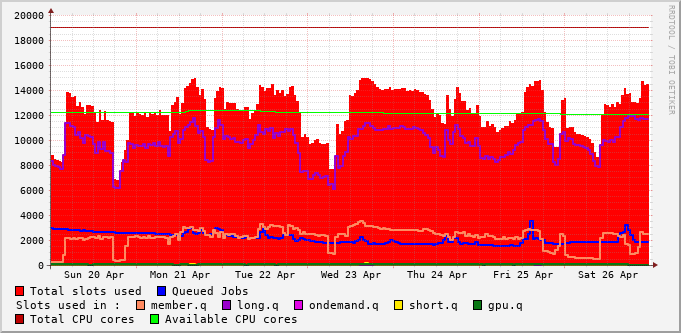 20000
18000
16000
14000
12000
10000
8000
6000
4000
2000
0
Sun 20 Apr Mon 21 Apr Tue 22 Apr Wed 23 Apr Thu 24 Apr Fri 25 Apr Sat 26 Apr
RRDTOOL / TOBI OETIKER
Total slots used Queued Jobs
Slots used in : member.q long.q ondemand.q short.q gpu.q
Total CPU cores Available CPU cores